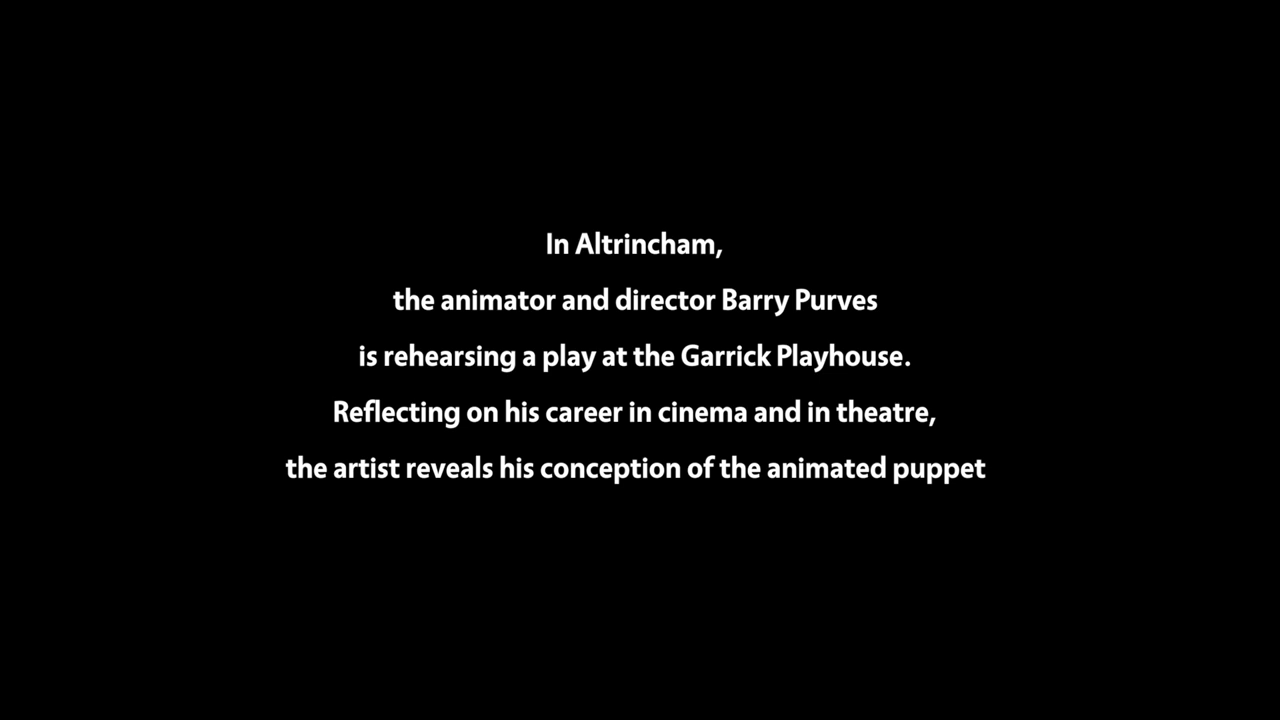 In Altrincham,
the animator and director Barry Purves
is rehearsing a play at the Garrick Playhouse.
Reflecting on his career in cinema and in theatre,
the artist reveals his conception of the animated puppet